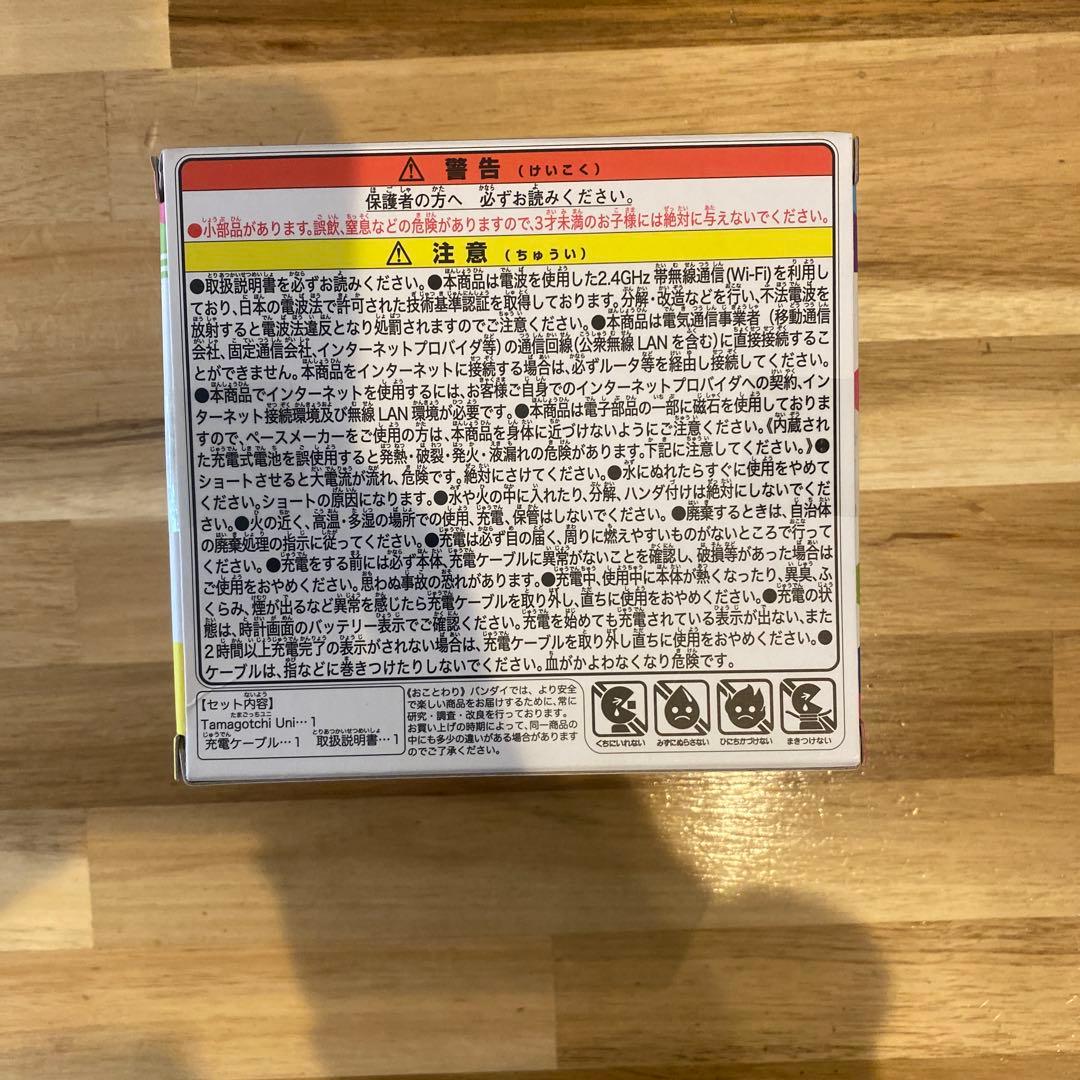 ⚠ 警告 (けいこく)
保護者の方へ 必ずお読みください。
●小部品があります。誤飲、窒息などの危険がありますので、3才未満のお子様には絶対に与えないでください。
⚠ 注意 (ちゅうい)
●取扱説明書を必ずお読みください。●本商品は電波を使用した2.4GHz 帯無線通信(Wi-Fi)を利用し
ており、日本の電波法で許可された技術基準認証を取得しております。分解・改造などを行い、不法電波を
放射すると電波法違反となり処罰されますのでご注意ください。●本商品は電気通信事業者(移動通信
会社、固定通信会社、インターネットプロバイダ等)の通信回線(公衆無線 LAN を含む)に直接接続するこ
とができません。本商品をインターネットに接続する場合は、必ずルータ等を経由し接続してください。
●本商品でインターネットを使用するには、お客様ご自身でのインターネットプロバイダへの契約、イン
ターネット接続環境及び無線 LAN 環境が必要です。●本商品は電子部品の一部に磁石を使用しておりま
すので、ペースメーカーをご使用の方は、本商品を身体に近づけないようにご注意ください。《内蔵され
た充電式電池を誤使用すると発熱・破裂・発火・液漏れの危険があります。下記に注意してください。》●
ショートさせると大電流が流れ、危険です。絶対にさけてください。●水にぬれたらすぐに使用をやめて
ください。ショートの原因になります。●水や火の中に入れたり、分解、ハンダ付けは絶対にしないでくだ
さい。●火の近く、高温・多湿の場所での使用、充電、保管はしないでください。●廃棄するときは、自治体
の廃棄処理の指示に従ってください。●充電は必ず目の届く、周りに燃えやすいものがないところで行って
ください。●充電をする前には必ず本体、充電ケーブルに異常がないことを確認し、破損等があった場合は
ご使用をおやめください。思わぬ事故の恐れがあります。●充電中、使用中に本体が熱くなったり、異臭、ふ
くらみ、煙が出るなど異常を感じたら充電ケーブルを取り外し、直ちに使用をおやめください。●充電の状
態は、時計画面のバッテリー表示でご確認ください。充電を始めても充電されている表示が出ない、また
2時間以上充電完了の表示がされない場合は、充電ケーブルを取り外し直ちに使用をおやめください。●
ケーブルは、指などに巻きつけたりしないでください。血がかよわなくなり危険です。
【セット内容】
Tamagotchi Uni…1
充電ケーブル…1 取扱説明書…1
《おことわり》バンダイでは、より安全
で楽しい商品をお届けするために、常に
研究・調査・改良を行っております。
お買い上げの時期によって、同一商品の
中にも多少の違いがある場合があります
のでご了承ください。
くちにいれない みずにぬらさない ひにちかづけない まきつけない